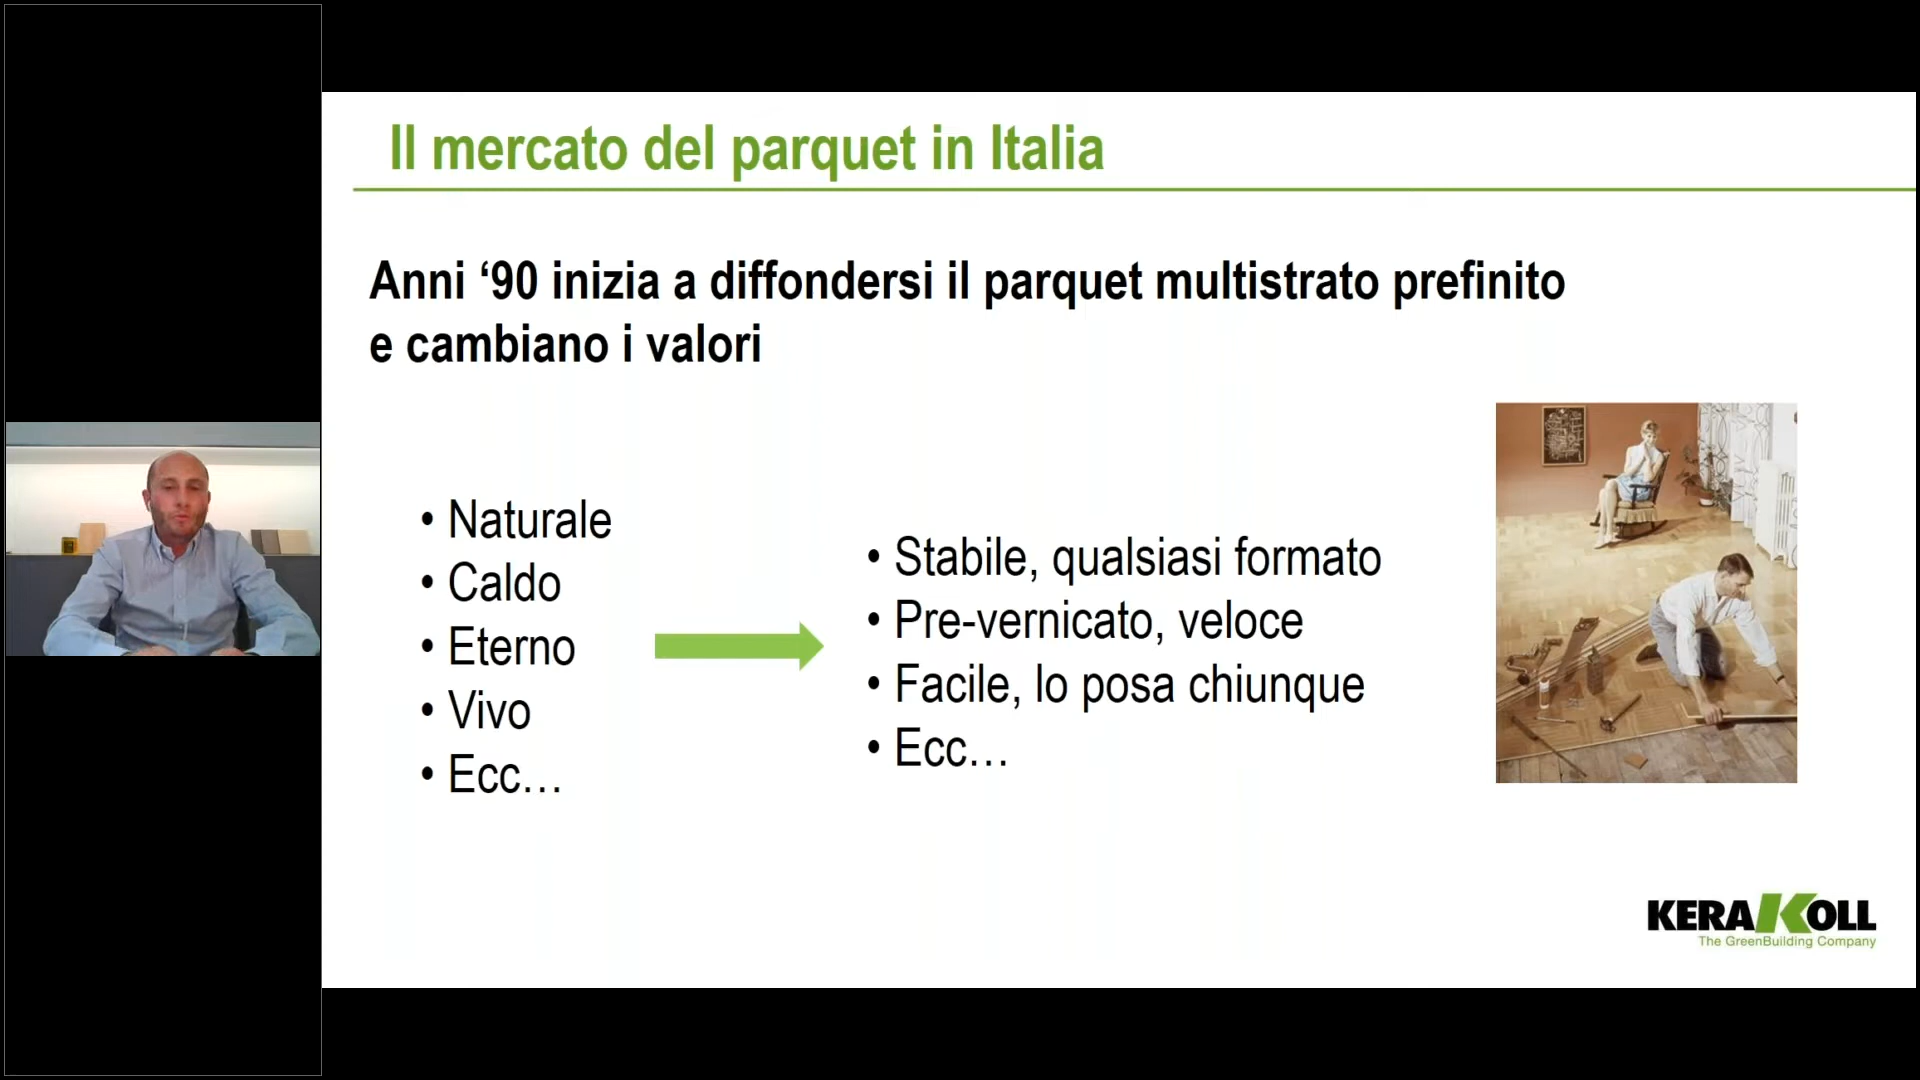 Il mercato del parquet in Italia
Anni ‘90 inizia a diffondersi il parquet multistrato prefinito
e cambiano i valori
• Naturale
• Caldo
• Eterno
• Vivo
• Ecc…
• Stabile, qualsiasi formato
• Pre-vernicato, veloce
• Facile, lo posa chiunque
• Ecc…
KERAKOLL
The GreenBuilding Company